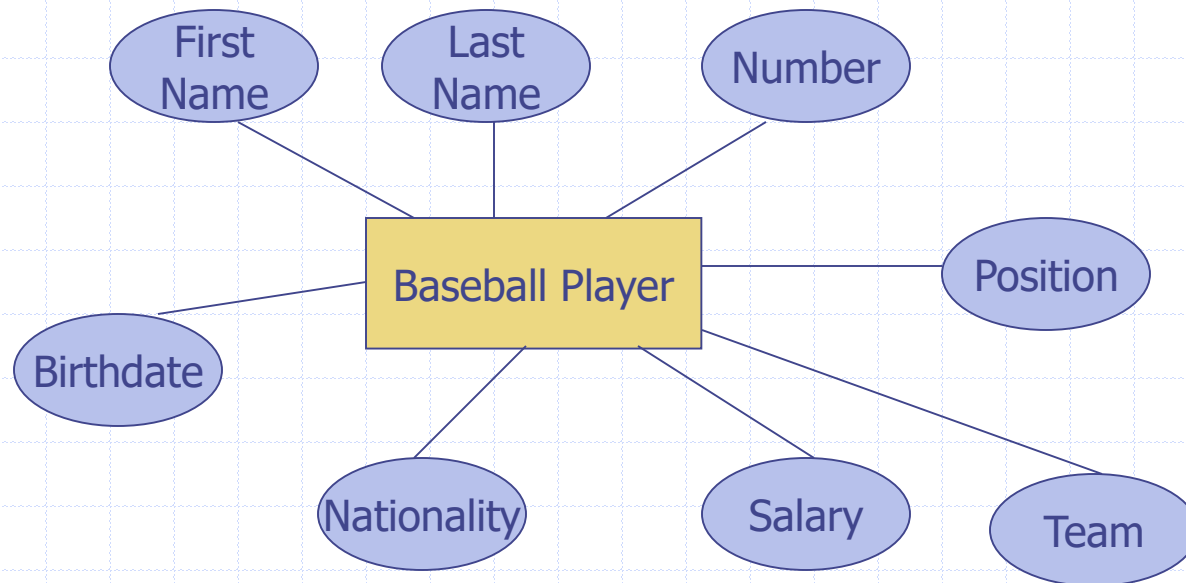 First
Name
Last
Name
Number
Baseball Player
Position
Birthdate
Nationality
Salary
Team